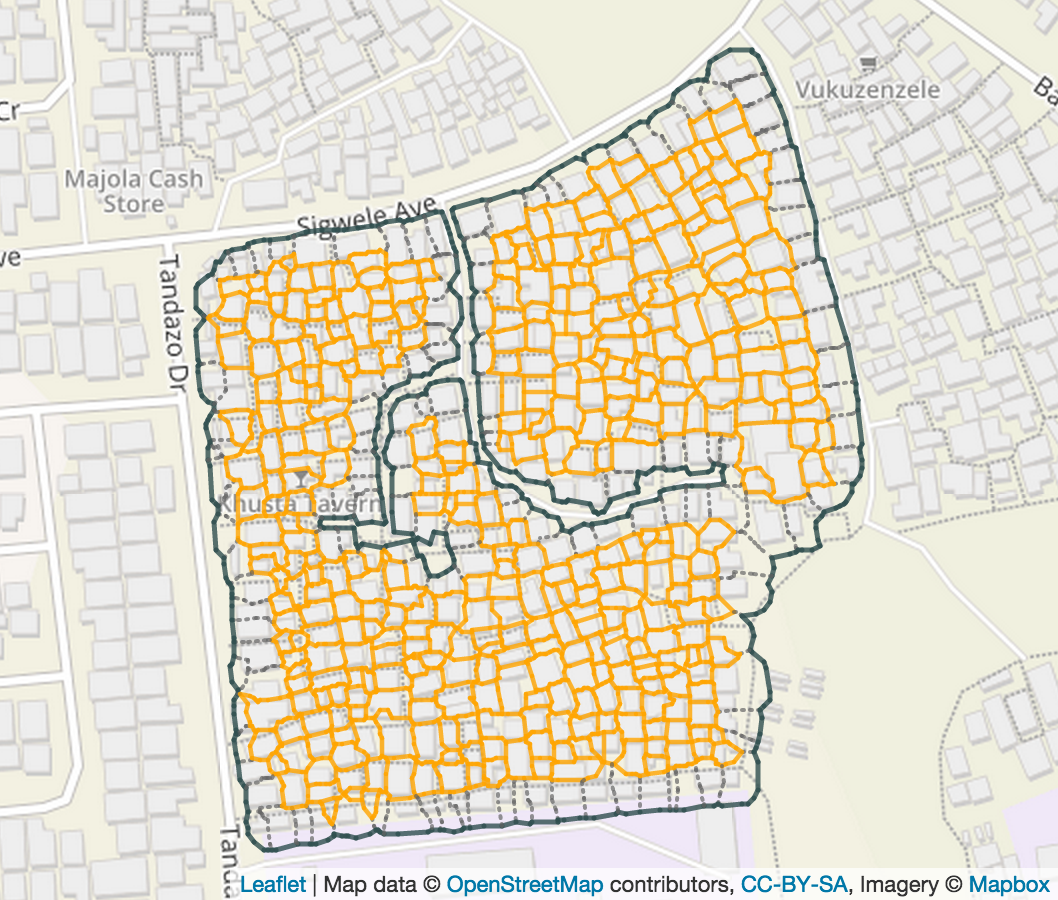 Cr
Ba
Vukuzenzele
Majola Cash
Store
Sigwele Ave
we
Tandazo Dr
Khusta Tavern
Tanda
Leaflet | Map data © OpenStreetMap contributors, CC-BY-SA, Imagery © Mapbox